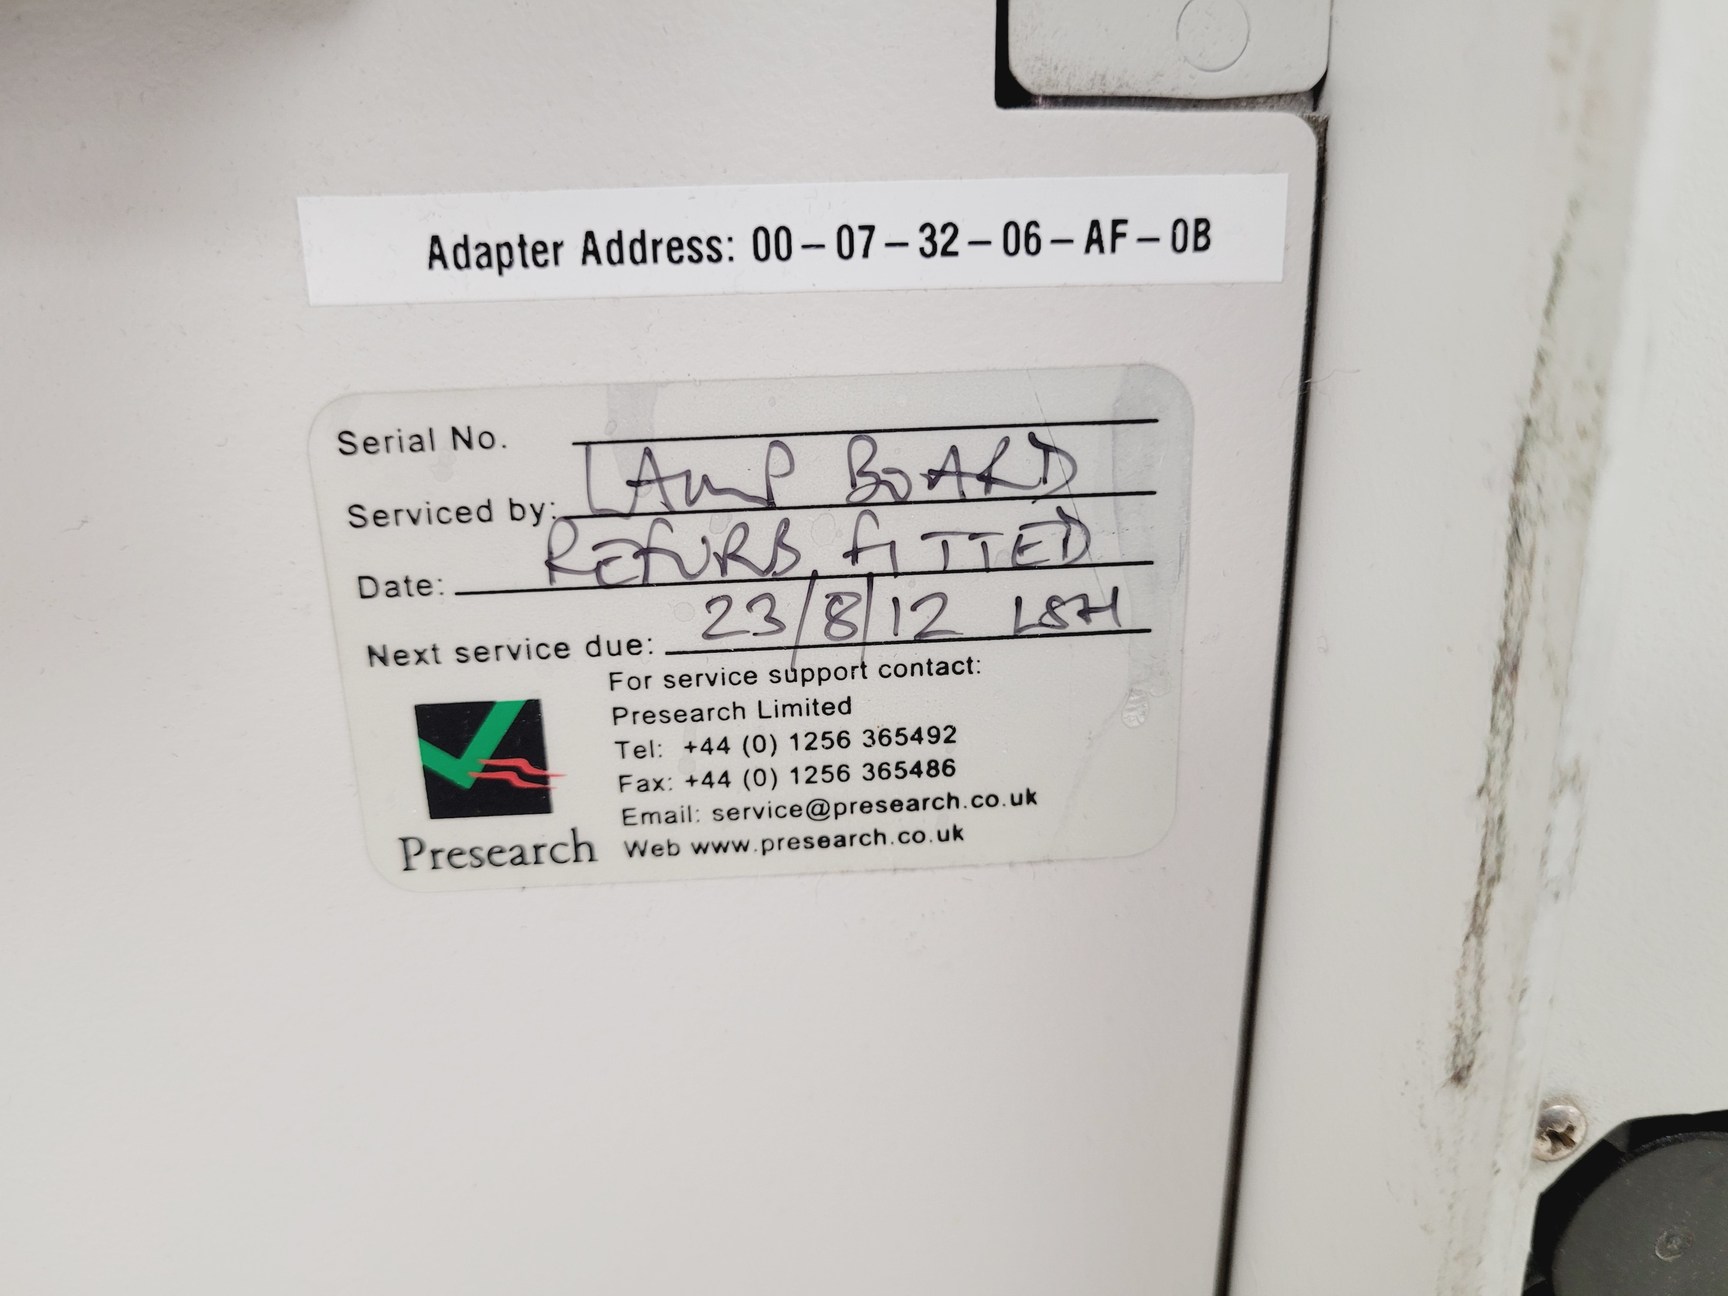 Adapter Address: 00-07-32-06-AF-0B
Serial No.
LAMP BOARD
Serviced by:
REFURB FITTED
Date:
23/8/12 LSH
Next service due:
For service support contact:
Presearch Limited
Tel: +44 (0) 1256 365492
Fax: +44 (0) 1256 365486
Email: service@presearch.co.uk
Web www.presearch.co.uk
Presearch